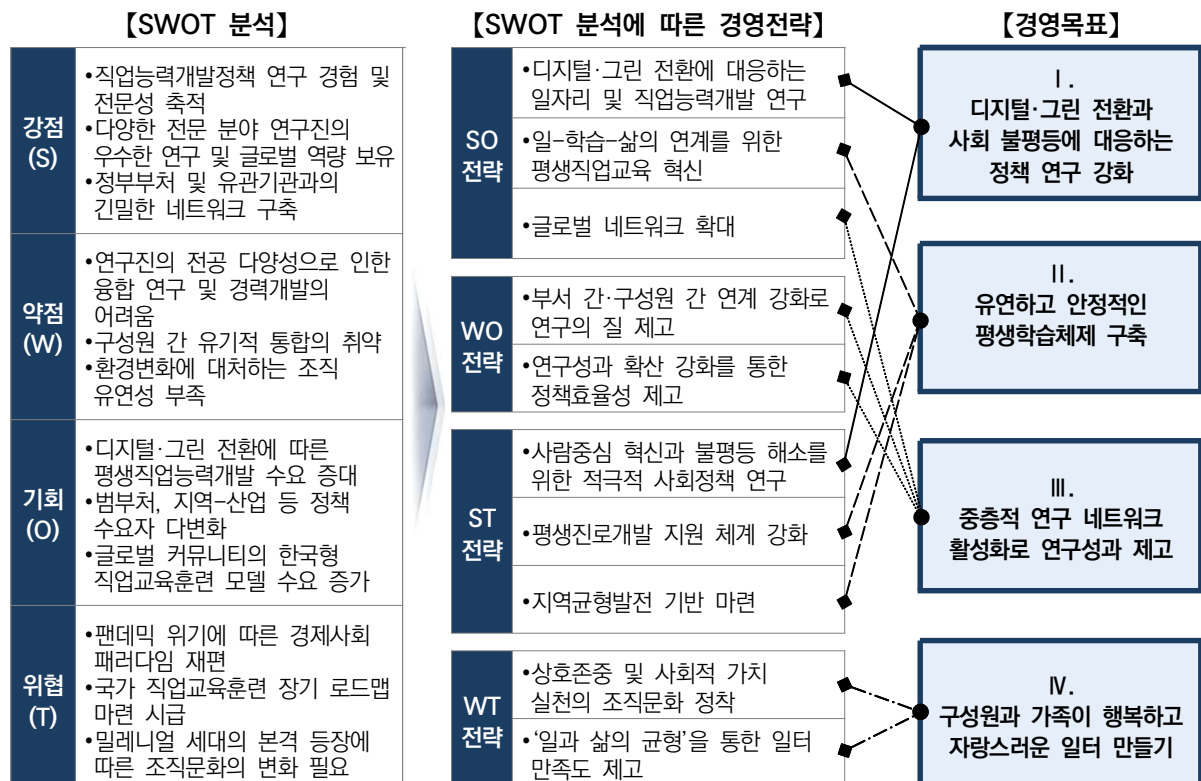 【SWOT 분석】
강점
(S)
•직업능력개발정책 연구 경험 및
전문성 축적
•다양한 전문 분야 연구진의
우수한 연구 및 글로벌 역량 보유
•정부부처 및 유관기관과의
긴밀한 네트워크 구축
약점
(W)
•연구진의 전공 다양성으로 인한
융합 연구 및 경력개발의
어려움
•구성원 간 유기적 통합의 취약
•환경변화에 대처하는 조직
유연성 부족
기회
(O)
•디지털·그린 전환에 따른
평생직업능력개발 수요 증대
•범부처, 지역-산업 등 정책
수요자 다변화
•글로벌 커뮤니티의 한국형
직업교육훈련 모델 수요 증가
위협
(T)
•팬데믹 위기에 따른 경제사회
패러다임 재편
•국가 직업교육훈련 장기 로드맵
마련 시급
•밀레니얼 세대의 본격 등장에
따른 조직문화의 변화 필요
【SWOT 분석에 따른 경영전략】
SO
전략
•디지털·그린 전환에 대응하는
일자리 및 직업능력개발 연구
•일-학습-삶의 연계를 위한
평생직업교육 혁신
•글로벌 네트워크 확대
WO
전략
•부서 간·구성원 간 연계 강화로
연구의 질 제고
•연구성과 확산 강화를 통한
정책효율성 제고
ST
전략
•사람중심 혁신과 불평등 해소를
위한 적극적 사회정책 연구
•평생진로개발 지원 체계 강화
•지역균형발전 기반 마련
WT
전략
•상호존중 및 사회적 가치
실천의 조직문화 정착
•‘일과 삶의 균형’을 통한 일터
만족도 제고
【경영목표】
Ⅰ.
디지털·그린 전환과
사회 불평등에 대응하는
정책 연구 강화
Ⅱ.
유연하고 안정적인
평생학습체제 구축
Ⅲ.
중층적 연구 네트워크
활성화로 연구성과 제고
Ⅳ.
구성원과 가족이 행복하고
자랑스러운 일터 만들기